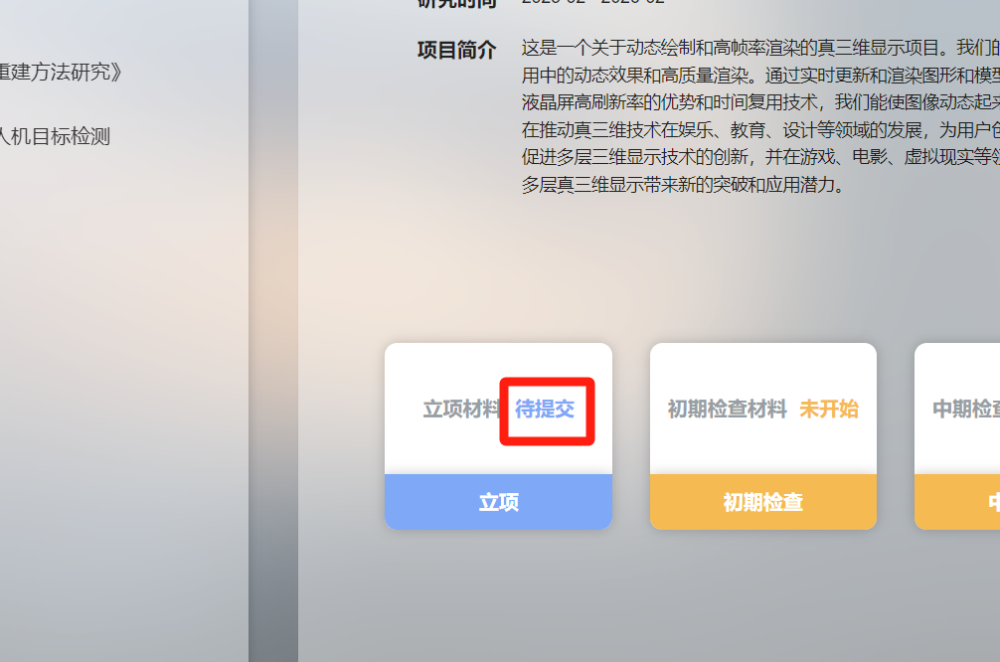 研究时间 2025-02 - 2026-02
重建方法研究》
项目简介 这是一个关于动态绘制和高帧率渲染的真三维显示项目。我们的
用中的动态效果和高质量渲染。通过实时更新和渲染图形和模型
液晶屏高刷新率的优势和时间复用技术，我们能使图像动态起来
人机目标检测
在推动真三维技术在娱乐、教育、设计等领域的发展，为用户创
促进多层三维显示技术的创新，并在游戏、电影、虚拟现实等领
多层真三维显示带来新的突破和应用潜力。
立项材料 待提交
初期检查材料 未开始
中期检查
立项
初期检查
中